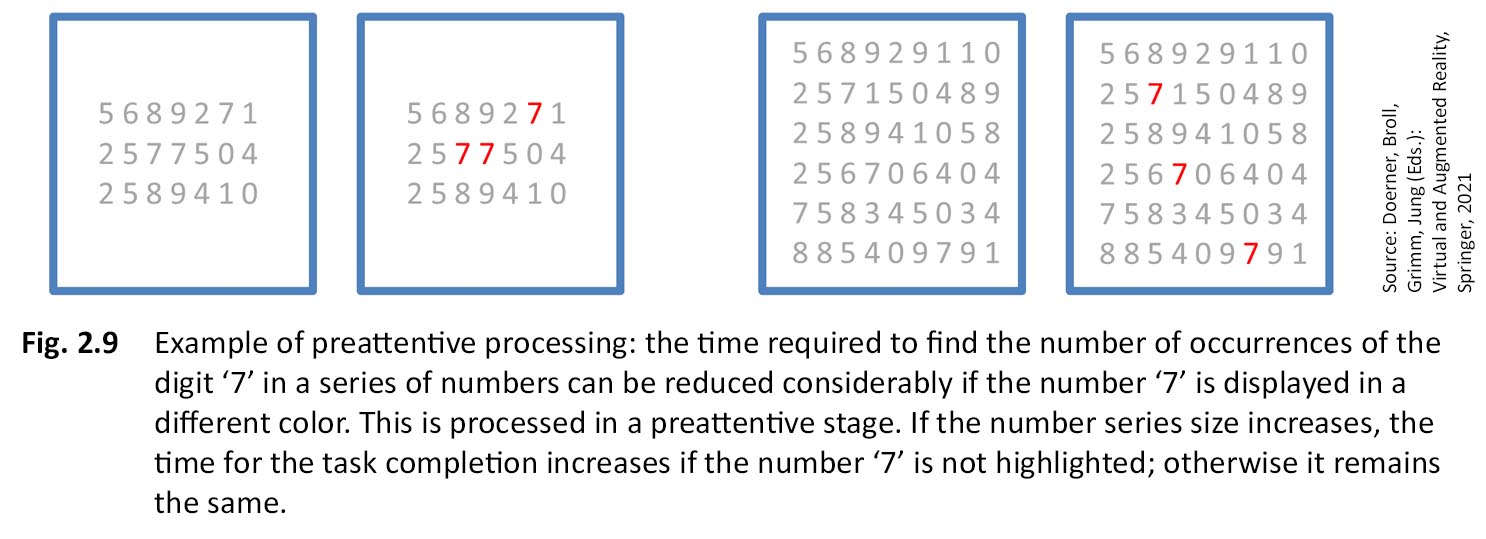 5 6 8 9 2 7 1
2 5 7 7 5 0 4
2 5 8 9 4 1 0
5 6 8 9 2 7 1
2 5 7 7 5 0 4
2 5 8 9 4 1 0
5 6 8 9 2 9 1 1 0
2 5 7 1 5 0 4 8 9
2 5 8 9 4 1 0 5 8
2 5 6 7 0 6 4 0 4
7 5 8 3 4 5 0 3 4
8 8 5 4 0 9 7 9 1
5 6 8 9 2 9 1 1 0
2 5 7 1 5 0 4 8 9
2 5 8 9 4 1 0 5 8
2 5 6 7 0 6 4 0 4
7 5 8 3 4 5 0 3 4
8 8 5 4 0 9 7 9 1
Source: Doerner, Broll,
Grimm, Jung (Eds.):
Virtual and Augmented Reality,
Springer, 2021
Fig. 2.9 Example of preattentive processing: the time required to find the number of occurrences of the
digit ‘7’ in a series of numbers can be reduced considerably if the number ‘7’ is displayed in a
different color. This is processed in a preattentive stage. If the number series size increases, the
time for the task completion increases if the number ‘7’ is not highlighted; otherwise it remains
the same.